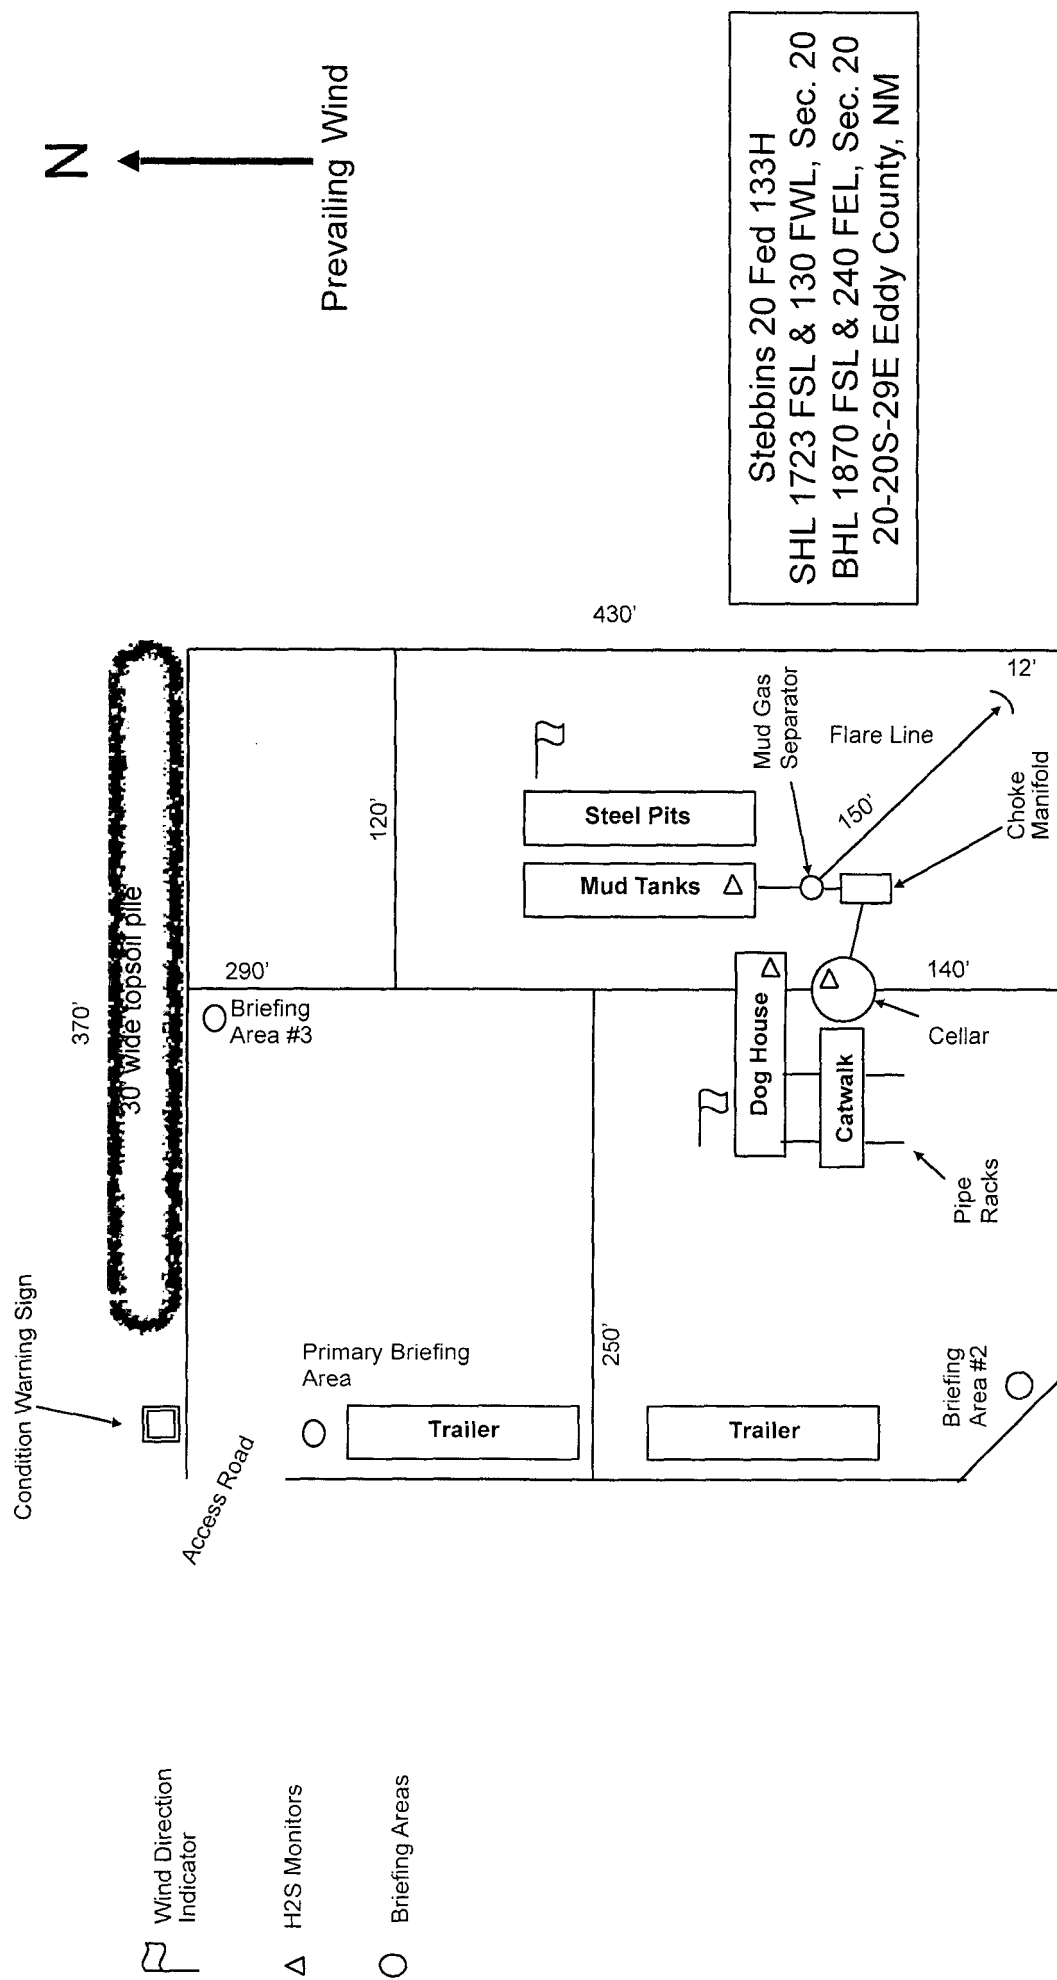 N
Prevailing Wind
Stebbins 20 Fed 133H
SHL 1723 FSL & 130 FWL, Sec. 20
BHL 1870 FSL & 240 FEL, Sec. 20
20-20S-29E Eddy County, NM
Condition Warning Sign
370'
30' wide topsoil pile
Access Road
290'
Briefing
Area #3
120'
430'
Primary Briefing
Area
Trailer
Trailer
250'
Steel Pits
Mud Tanks
Dog House
Catwalk
Mud Gas
Separator
Flare Line
150'
12'
Choke
Manifold
140'
Cellar
Pipe
Racks
Briefing
Area #2
Wind Direction
Indicator
H2S Monitors
Briefing Areas